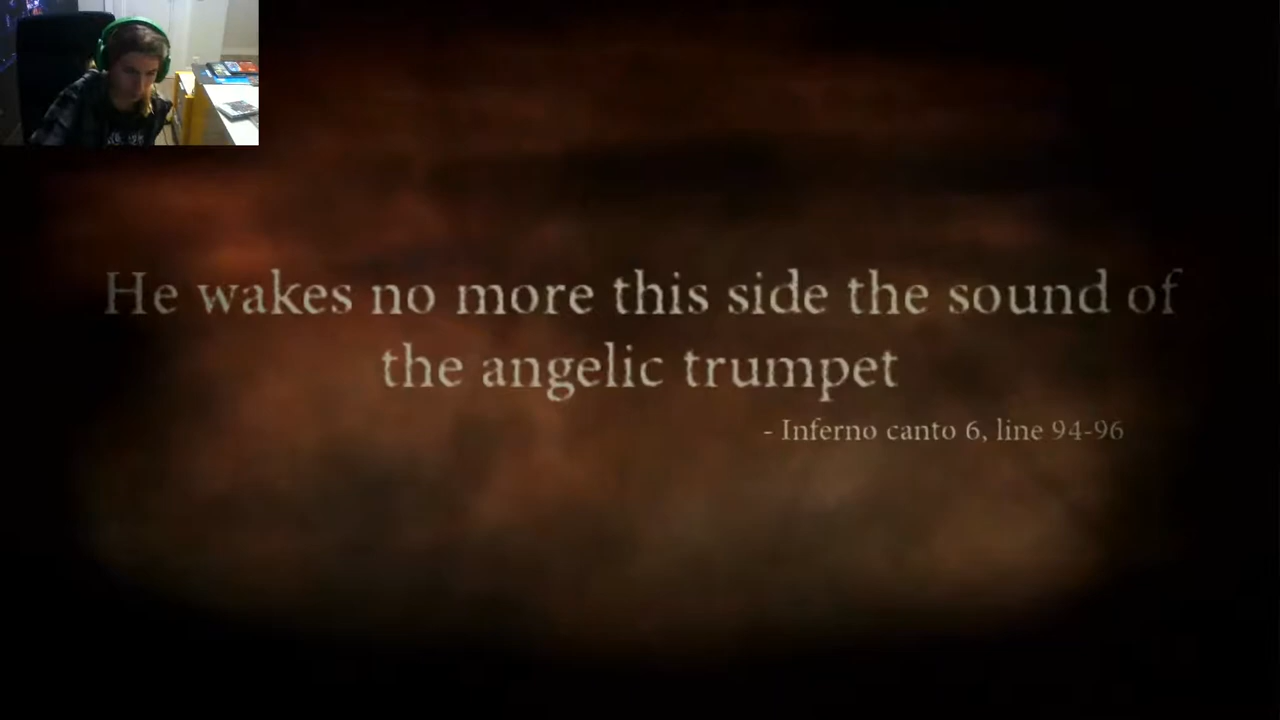 He wakes no more this side the sound of
the angelic trumpet
- Inferno canto 6, line 94-96